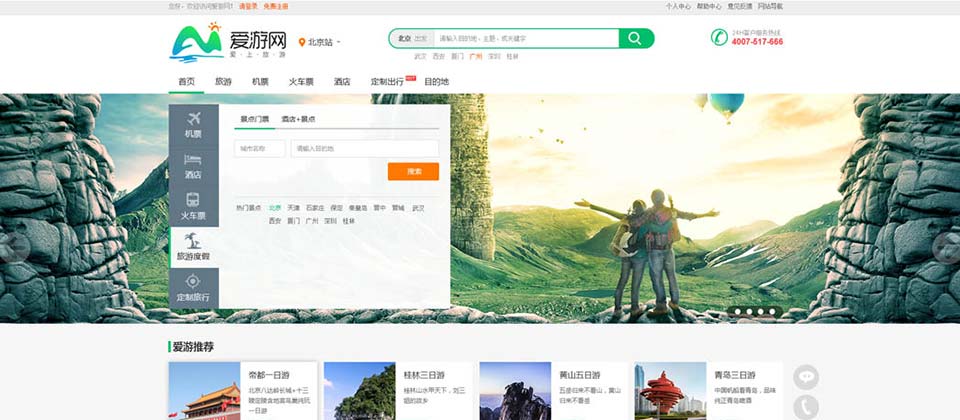 您好，欢迎访问爱游网！ 请登录 免费注册 个人中心 帮助中心 意见反馈 网站导航
爱游网
爱·上·旅·游
北京站
北京 出发 请输入目的地、主题、或关键字
24H客户服务热线
4007-517-666
武汉 西安 厦门 广州 深圳 桂林
首页 旅游 机票 火车票 酒店 定制出行 HOT 目的地
机票
酒店
火车票
旅游度假
定制旅行
景点门票 酒店+景点
城市名称 请输入目的地
搜索
热门景点 北京 天津 石家庄 保定 秦皇岛 晋中 晋城 武汉
西安 厦门 广州 深圳 桂林
爱游推荐
帝都一日游
北京八达岭长城+十三
陵定陵含地宫鸟巢纯玩
一日游
桂林三日游
桂林山水甲天下，刘三
姐的故乡
黄山五日游
五岳归来不看山，黄山
归来不看岳
青岛三日游
中国帆船看青岛，品味
纯正青岛啤酒